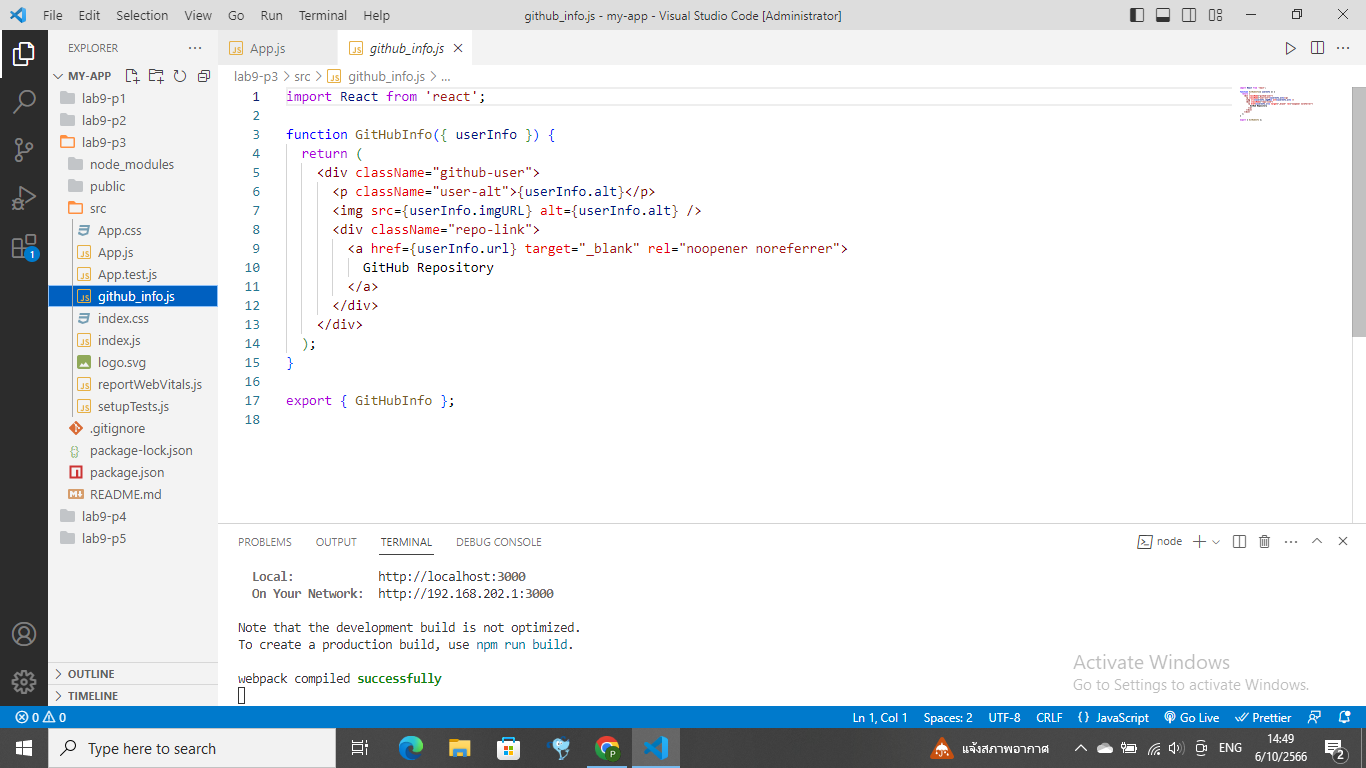 File Edit Selection View Go Run Terminal Help
github_info.js - my-app - Visual Studio Code [Administrator]
EXPLORER ···
MY-APP
lab9-p1
lab9-p2
lab9-p3
node_modules
public
src
App.css
JS App.js
JS App.test.js
JS github_info.js
index.css
JS index.js
logo.svg
JS reportWebVitals.js
JS setupTests.js
.gitignore
{} package-lock.json
package.json
README.md
lab9-p4
lab9-p5
OUTLINE
TIMELINE
1
JS App.js
JS github_info.js
lab9-p3 > src > JS github_info.js > ...
1 import React from 'react';
2
3 function GitHubInfo({ userInfo }) {
4 return (
5 <div className="github-user">
6 <p className="user-alt">{userInfo.alt}</p>
7 <img src={userInfo.imgURL} alt={userInfo.alt} />
8 <div className="repo-link">
9 <a href={userInfo.url} target="_blank" rel="noopener noreferrer">
10 GitHub Repository
11 </a>
12 </div>
13 </div>
14 );
15 }
16
17 export { GitHubInfo };
18
PROBLEMS OUTPUT TERMINAL DEBUG CONSOLE
node
Local: http://localhost:3000
On Your Network: http://192.168.202.1:3000
Note that the development build is not optimized.
To create a production build, use npm run build.
webpack compiled successfully
Activate Windows
Go to Settings to activate Windows.
0 0
Ln 1, Col 1 Spaces: 2 UTF-8 CRLF {} JavaScript Go Live Prettier
Type here to search
แจ้งสภาพอากาศ
ENG
14:49
6/10/2566
2